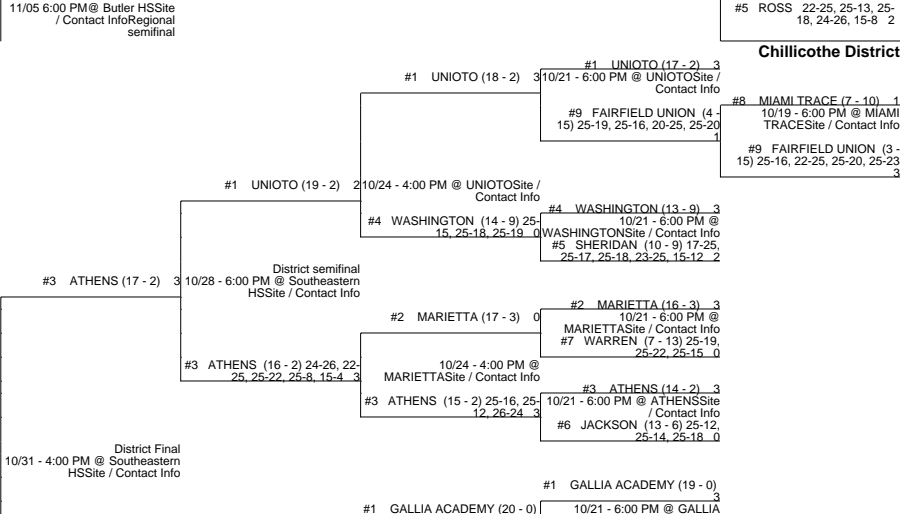 11/05 6:00 PM@ Butler HSSite
/ Contact InfoRegional
semifinal
#5 ROSS 22-25, 25-13, 25-
18, 24-26, 15-8 2
Chillicothe District
#1 UNIOTO (17 - 2) 3
10/21 - 6:00 PM @ UNIOTOSite /
Contact Info
#1 UNIOTO (18 - 2) 3
#9 FAIRFIELD UNION (4 -
15) 25-19, 25-16, 20-25, 25-20
1
#8 MIAMI TRACE (7 - 10) 1
10/19 - 6:00 PM @ MIAMI
TRACESite / Contact Info
#9 FAIRFIELD UNION (3 -
15) 25-16, 22-25, 25-20, 25-23
3
#1 UNIOTO (19 - 2) 2
10/24 - 4:00 PM @ UNIOTOSite /
Contact Info
#4 WASHINGTON (14 - 9) 25-
15, 25-18, 25-19 0
#4 WASHINGTON (13 - 9) 3
10/21 - 6:00 PM @
WASHINGTONSite / Contact Info
#5 SHERIDAN (10 - 9) 17-25,
25-17, 25-18, 23-25, 15-12 2
#3 ATHENS (17 - 2) 3
District semifinal
10/28 - 6:00 PM @ Southeastern
HSSite / Contact Info
#2 MARIETTA (17 - 3) 0
#2 MARIETTA (16 - 3) 3
10/21 - 6:00 PM @
MARIETTASite / Contact Info
#7 WARREN (7 - 13) 25-19,
25-22, 25-15 0
#3 ATHENS (16 - 2) 24-26, 22-
25, 25-22, 25-8, 15-4 3
10/24 - 4:00 PM @
MARIETTASite / Contact Info
#3 ATHENS (15 - 2) 25-16, 25-
12, 26-24 3
#3 ATHENS (14 - 2) 3
10/21 - 6:00 PM @ ATHENSSite
/ Contact Info
#6 JACKSON (13 - 6) 25-12,
25-14, 25-18 0
District Final
10/31 - 4:00 PM @ Southeastern
HSSite / Contact Info
#1 GALLIA ACADEMY (19 - 0)
3
#1 GALLIA ACADEMY (20 - 0)
10/21 - 6:00 PM @ GALLIA